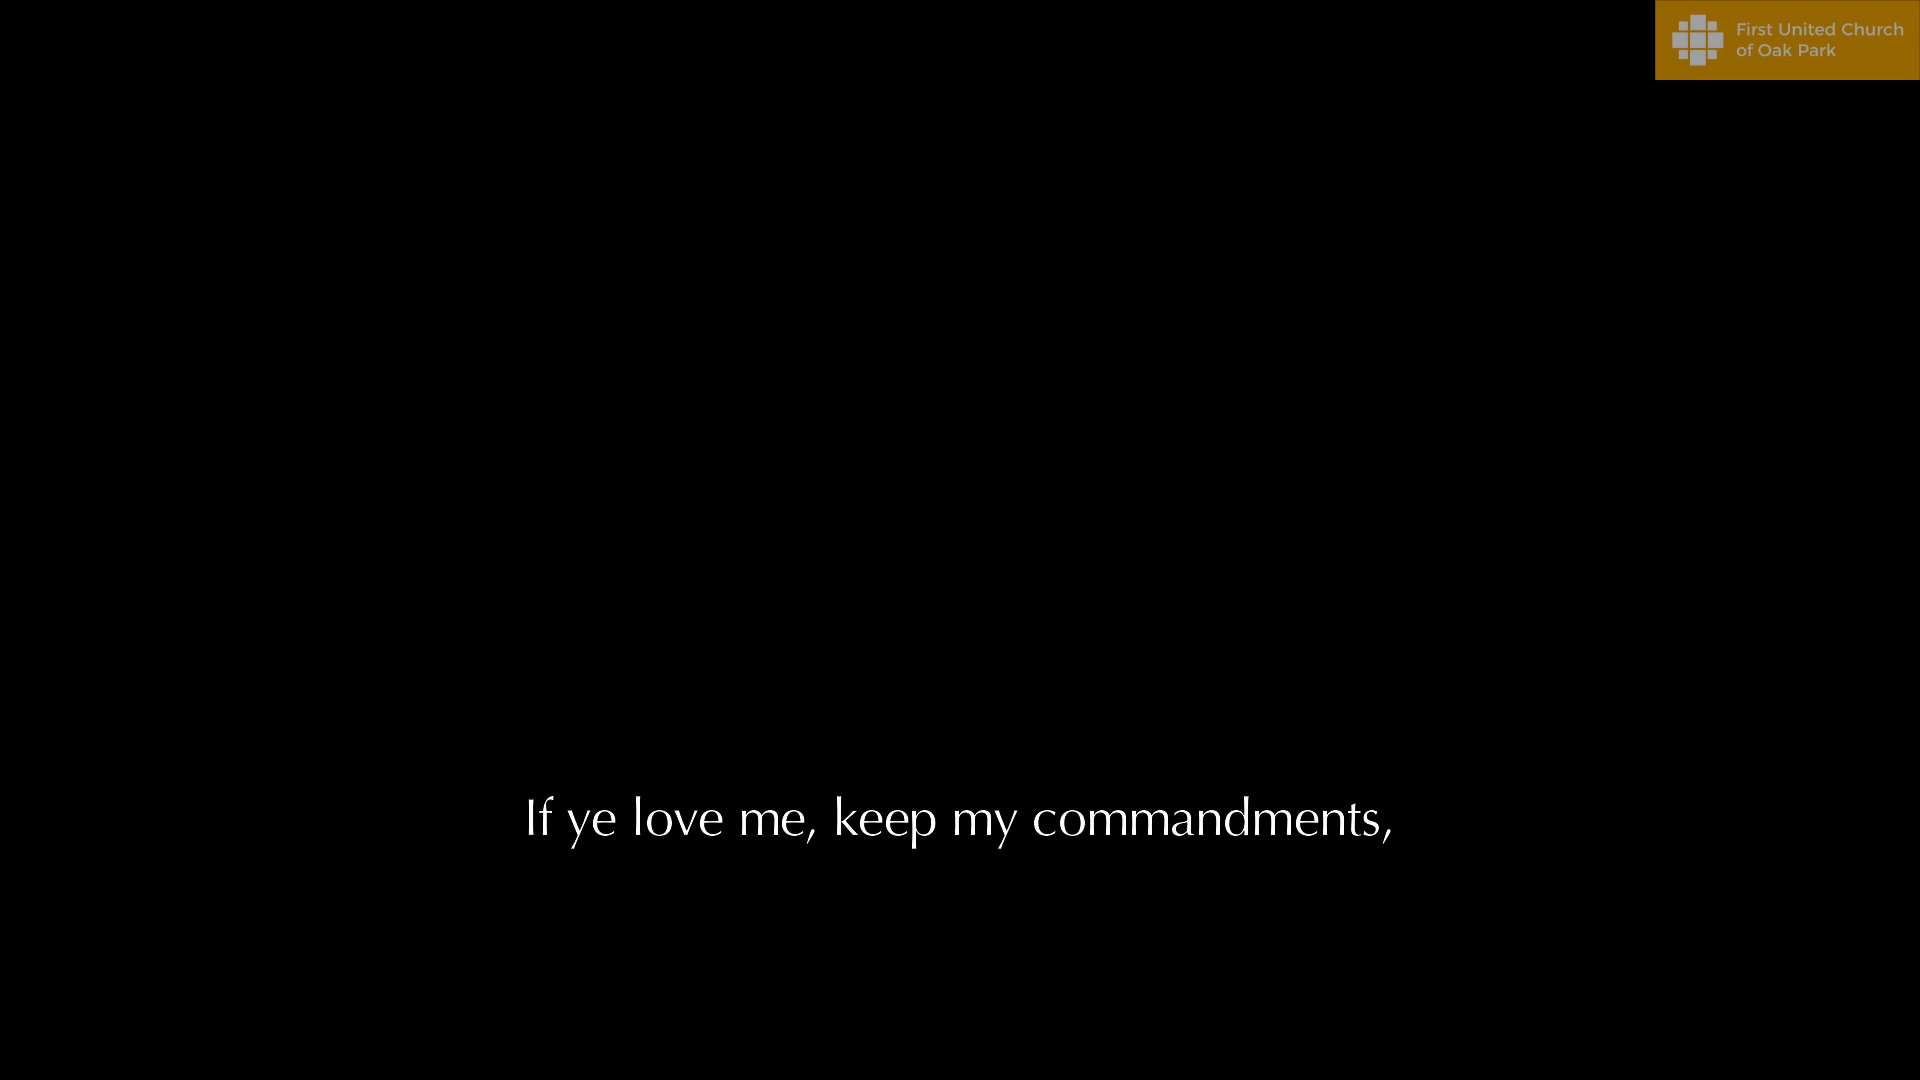 First United Church
of Oak Park
If ye love me, keep my commandments,